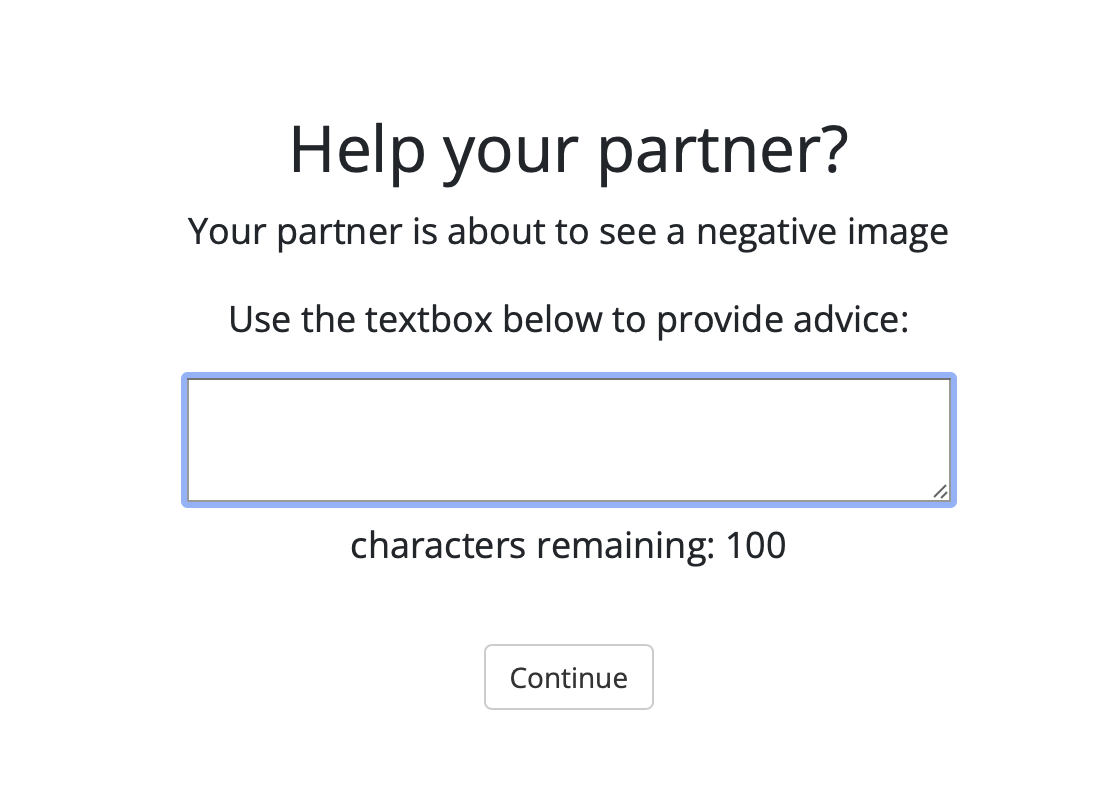 Help your partner?
Your partner is about to see a negative image
Use the textbox below to provide advice:
characters remaining: 100
Continue